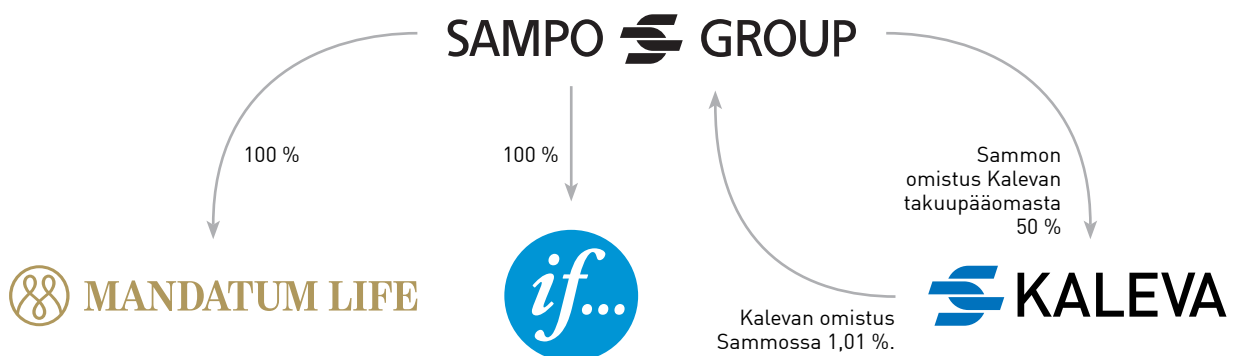 SAMPO GROUP
100 %
100 %
Sammon
omistus Kalevan
takuupääomasta
50 %
MANDATUM LIFE
if...
KALEVA
Kalevan omistus
Sammossa 1,01 %.